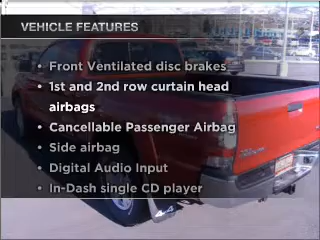 VEHICLE FEATURES
• Front Ventilated disc brakes
• 1st and 2nd row curtain head
airbags
• Cancellable Passenger Airbag
• Side airbag
• Digital Audio Input
• In-Dash single CD player